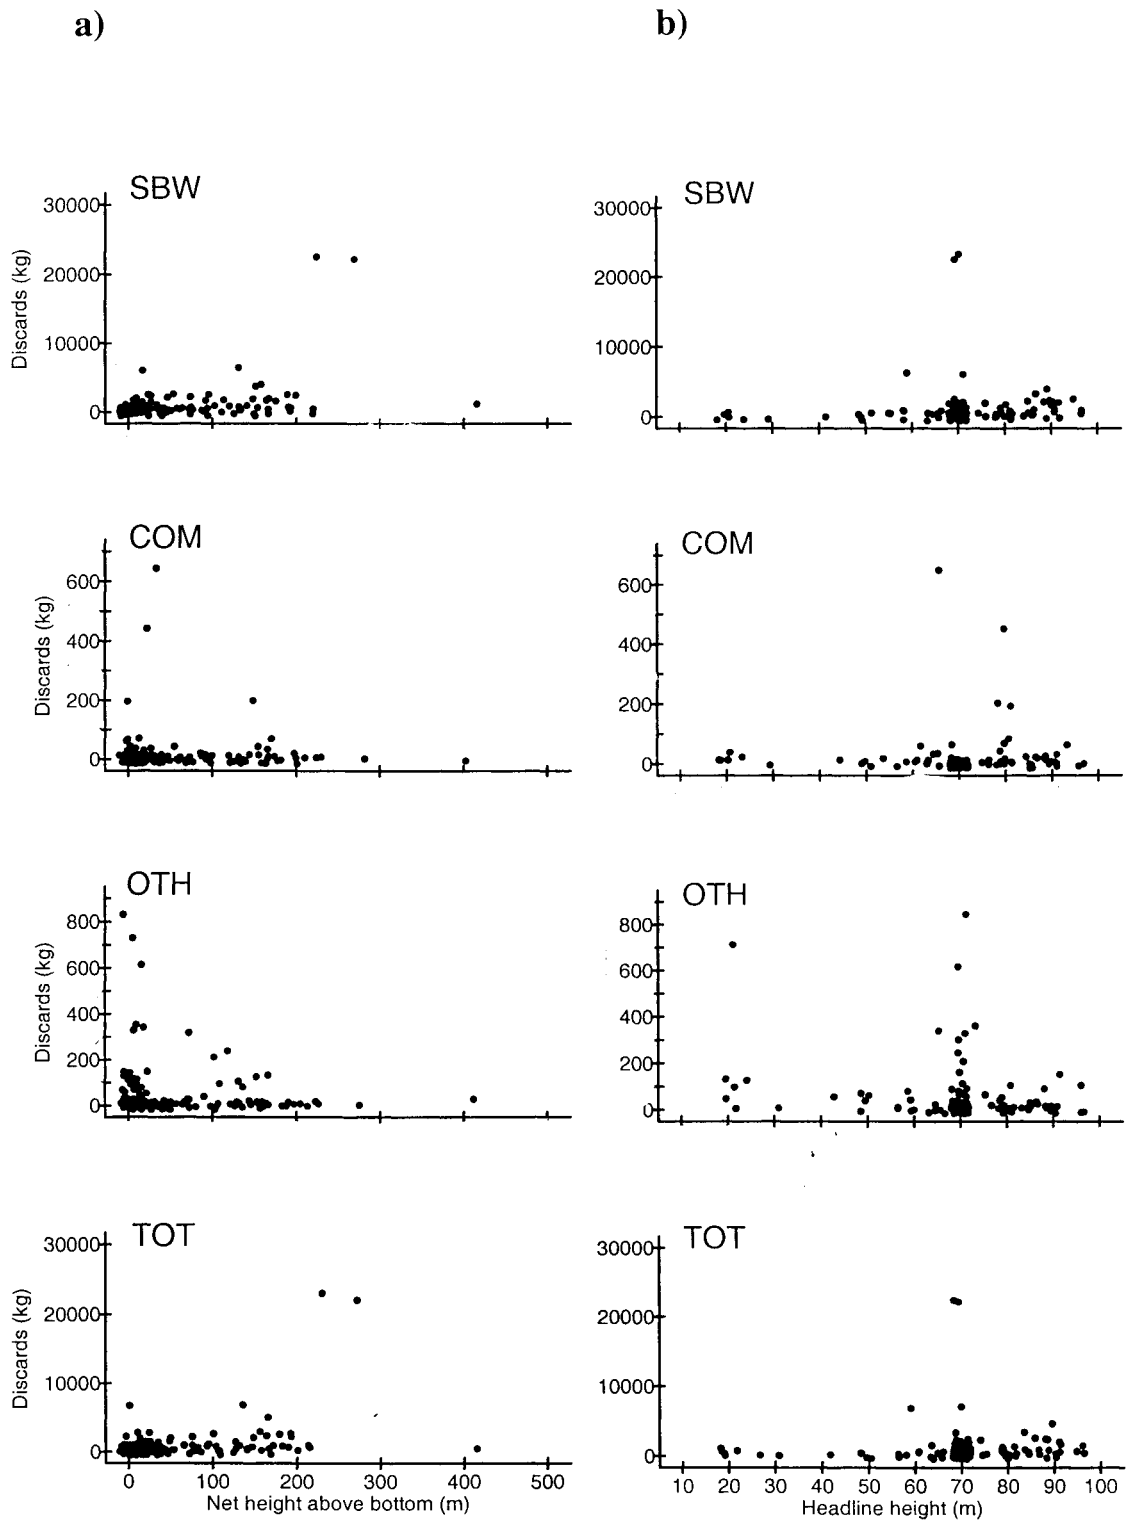 a)
SBW
30000
20000
10000
0
Discards (kg)
COM
600
400
200
0
Discards (kg)
OTH
800
600
400
200
0
Discards (kg)
TOT
30000
20000
10000
0
Discards (kg)
0 100 200 300 400 500
Net height above bottom (m)
b)
SBW
30000
20000
10000
0
COM
600
400
200
0
OTH
800
600
400
200
0
TOT
30000
20000
10000
0
10 20 30 40 50 60 70 80 90 100
Headline height (m)